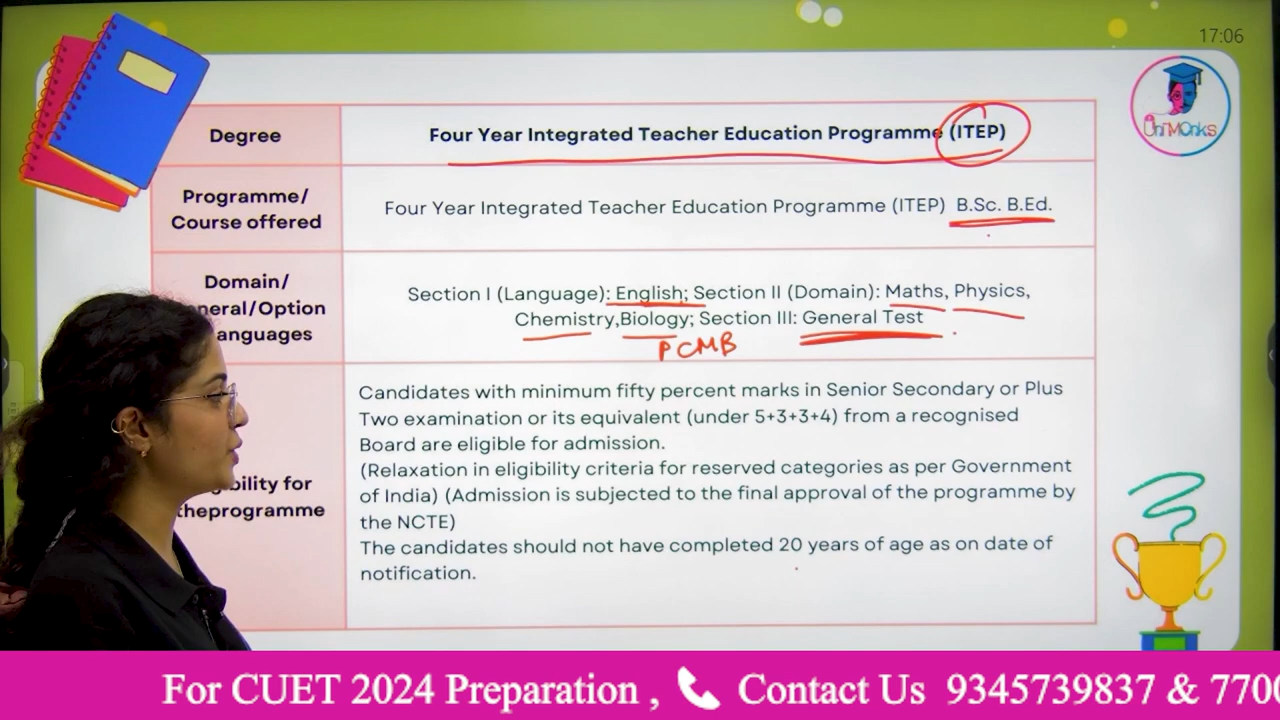 17:06
UniMonks
Degree
Four Year Integrated Teacher Education Programme (ITEP)
Programme/
Course offered
Four Year Integrated Teacher Education Programme (ITEP) B.Sc. B.Ed.
Domain/
neral/Option
anguages
Section I (Language): English; Section II (Domain): Maths, Physics,
Chemistry,Biology; Section III: General Test
PCMB
bility for
theprogramme
Candidates with minimum fifty percent marks in Senior Secondary or Plus
Two examination or its equivalent (under 5+3+3+4) from a recognised
Board are eligible for admission.
(Relaxation in eligibility criteria for reserved categories as per Government
of India) (Admission is subjected to the final approval of the programme by
the NCTE)
The candidates should not have completed 20 years of age as on date of
notification.
For CUET 2024 Preparation , Contact Us 9345739837 & 7700